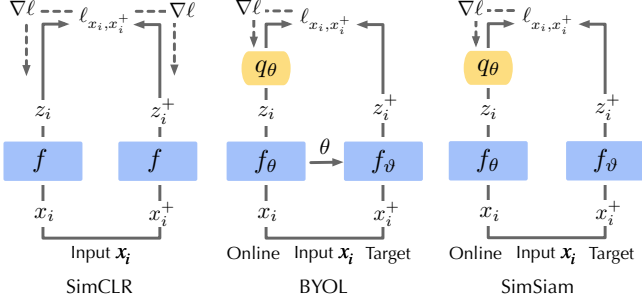 ∇ℓ ℓ_{x_i, x_i^+} ∇ℓ ∇ℓ ℓ_{x_i, x_i^+} ∇ℓ ℓ_{x_i, x_i^+}
q_θ q_θ
z_i z_i^+ z_i z_i^+ z_i z_i^+
f f f_θ θ f_ϑ f_θ f_ϑ
x_i x_i^+ x_i x_i^+ x_i x_i^+
Input x_i Online Input x_i Target Online Input x_i Target
SimCLR BYOL SimSiam